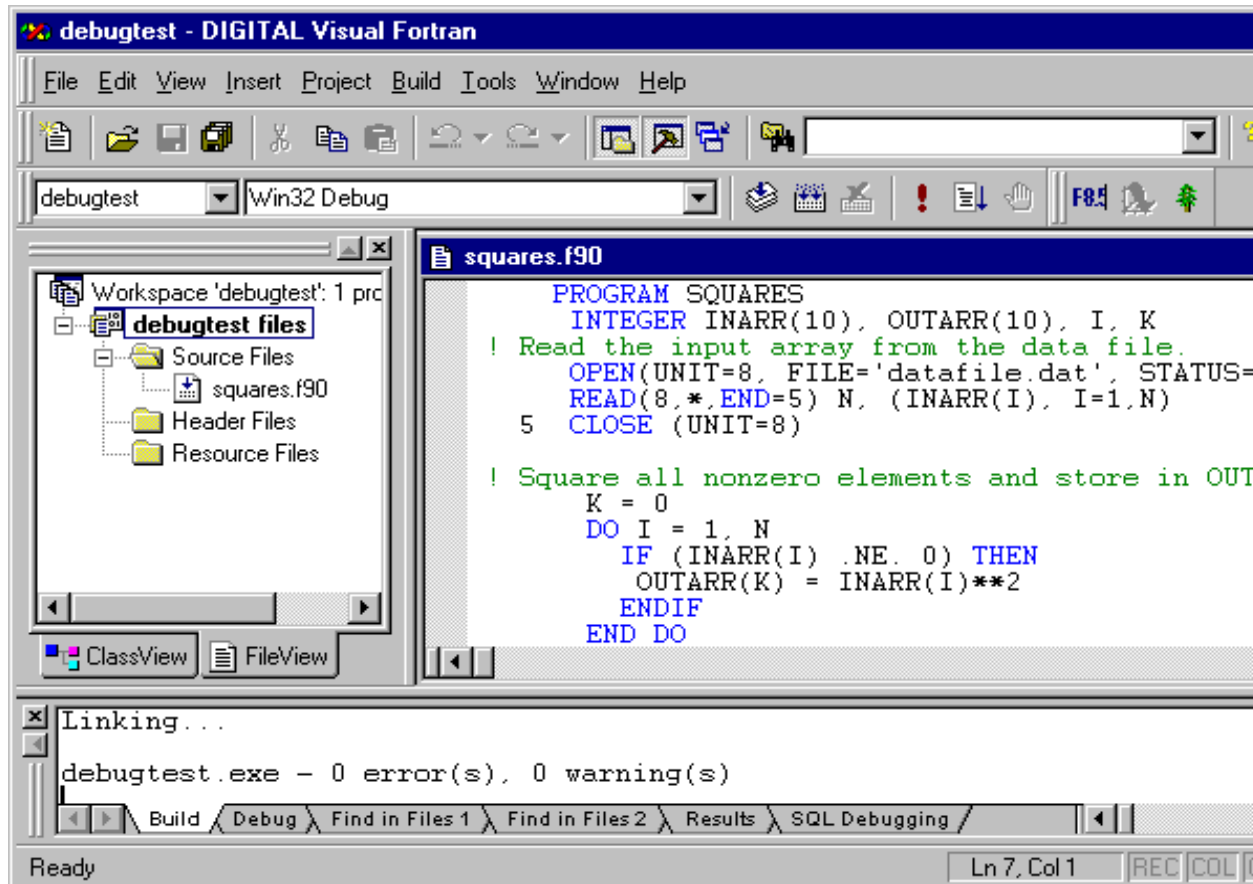 debugtest - DIGITAL Visual Fortran
File Edit View Insert Project Build Tools Window Help
debugtest Win32 Debug
Workspace 'debugtest': 1 pro
debugtest files
Source Files
squares.f90
Header Files
Resource Files
ClassView FileView
squares.f90
PROGRAM SQUARES
INTEGER INARR(10), OUTARR(10), I, K
! Read the input array from the data file.
OPEN(UNIT=8, FILE='datafile.dat', STATUS=
READ(8,*,END=5) N, (INARR(I), I=1,N)
5 CLOSE (UNIT=8)
! Square all nonzero elements and store in OUT
K = 0
DO I = 1, N
IF (INARR(I) .NE. 0) THEN
OUTARR(K) = INARR(I)**2
ENDIF
END DO
Linking...
debugtest.exe - 0 error(s), 0 warning(s)
Build Debug Find in Files 1 Find in Files 2 Results SQL Debugging
Ready Ln 7, Col 1 REC COL